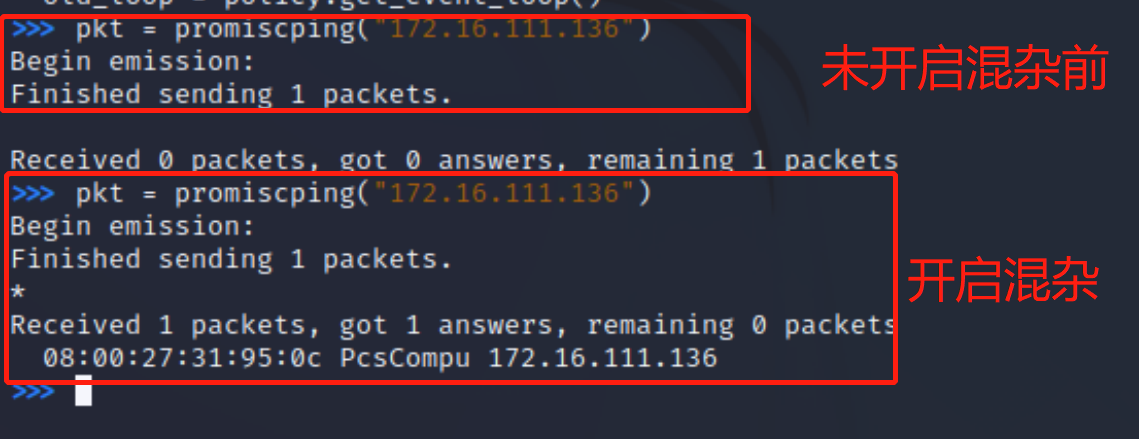 old_loop = policy.get_event_loop()
>>> pkt = promiscping("172.16.111.136")
Begin emission:
Finished sending 1 packets.
未开启混杂前
Received 0 packets, got 0 answers, remaining 1 packets
>>> pkt = promiscping("172.16.111.136")
Begin emission:
Finished sending 1 packets.
*
Received 1 packets, got 1 answers, remaining 0 packets
08:00:27:31:95:0c PcsCompu 172.16.111.136
开启混杂
>>>